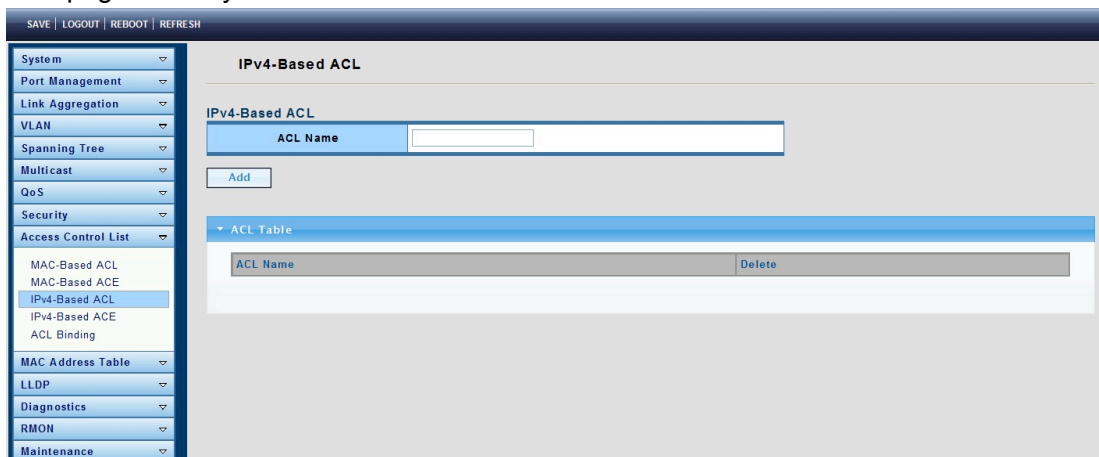 SAVE | LOGOUT | REBOOT | REFRESH
System
Port Management
Link Aggregation
VLAN
Spanning Tree
Multicast
QoS
Security
Access Control List
MAC-Based ACL
MAC-Based ACE
IPv4-Based ACL
IPv4-Based ACE
ACL Binding
MAC Address Table
LLDP
Diagnostics
RMON
Maintenance
IPv4-Based ACL
IPv4-Based ACL
ACL Name
Add
ACL Table
ACL Name Delete